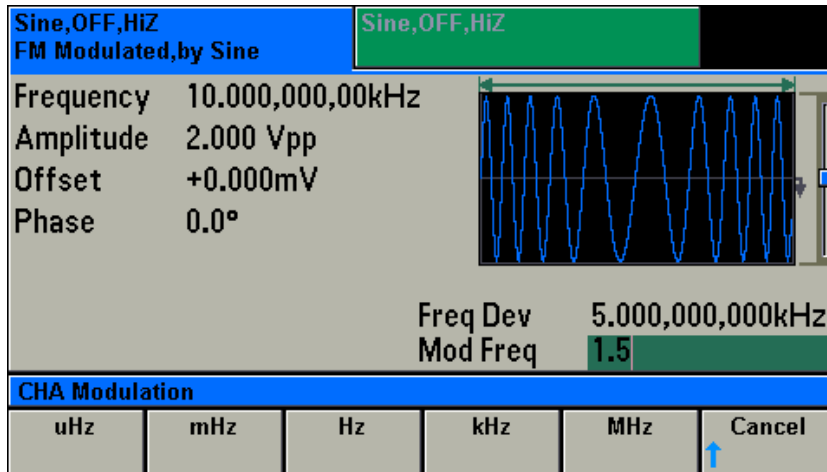 Sine,OFF,HiZ
FM Modulated,by Sine
Sine,OFF,HiZ
Frequency 10.000,000,00kHz
Amplitude 2.000 Vpp
Offset +0.000mV
Phase 0.0°
Freq Dev 5.000,000,000kHz
Mod Freq 1.5
CHA Modulation
uHz mHz Hz kHz MHz Cancel